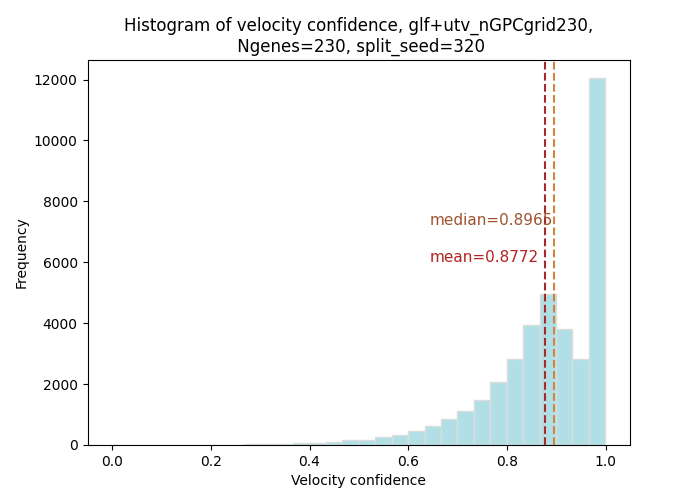 Histogram of velocity confidence, glf+utv_nGPCgrid230,
Ngenes=230, split_seed=320
12000
10000
8000
6000
4000
2000
0
Frequency
median=0.8965
mean=0.8772
0.0 0.2 0.4 0.6 0.8 1.0
Velocity confidence